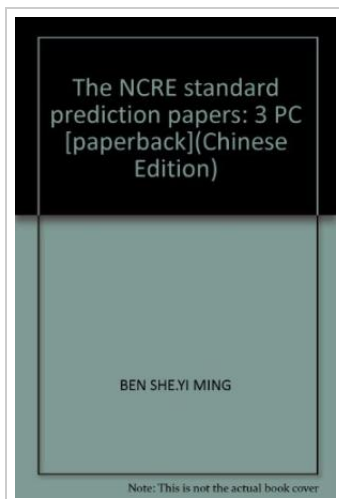 The NCRE standard
prediction papers: 3 PC
[paperback](Chinese
Edition)
BEN SHE.YI MING
Note: This is not the actual book cover